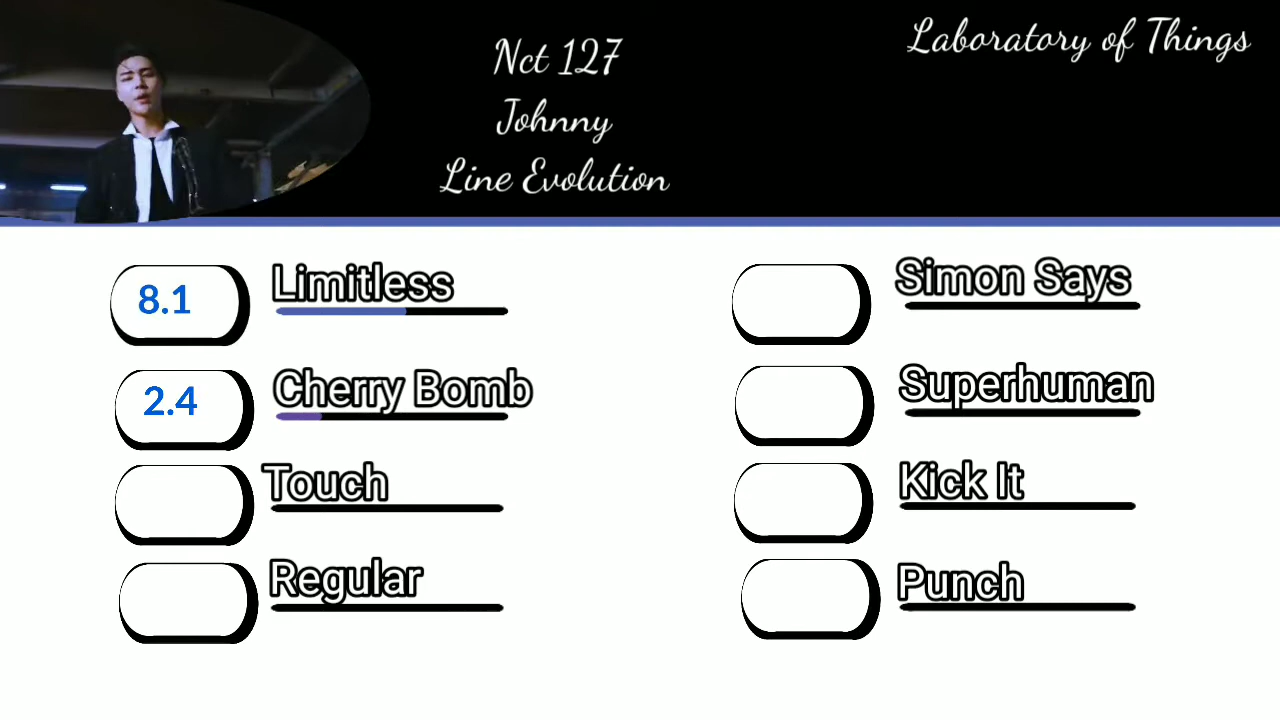 Nct 127
Johnny
Line Evolution
Laboratory of Things
8.1 Limitless
2.4 Cherry Bomb
Touch
Regular
Simon Says
Superhuman
Kick It
Punch